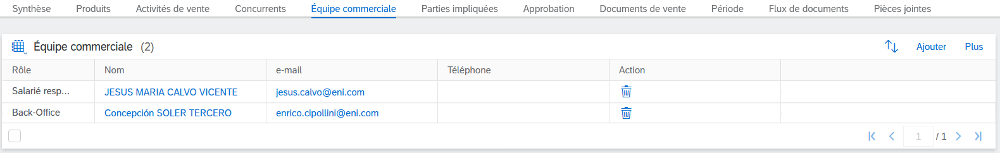 Synthèse Produits Activités de vente Concurrents Équipe commerciale Parties impliquées Approbation Documents de vente Période Flux de documents Pièces jointes
Équipe commerciale (2) Ajouter Plus
Rôle Nom e-mail Téléphone Action
Salarié resp... JESUS MARIA CALVO VICENTE jesus.calvo@eni.com
Back-Office Concepción SOLER TERCERO enrico.cipollini@eni.com
1 / 1